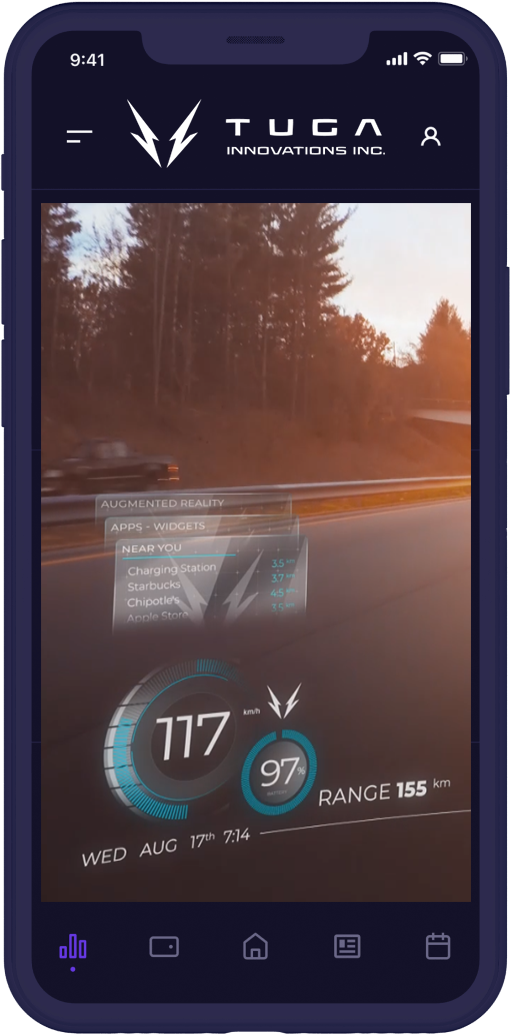 9:41
TUGA
INNOVATIONS INC.
AUGMENTED REALITY
APPS - WIDGETS
NEAR YOU
Charging Station 3.5 km
Starbucks 3.7 km
Chipotle's 4.5 km
Apple Store 3.5
117 km/h
97%
RANGE 155 km
WED AUG 17th 7:14